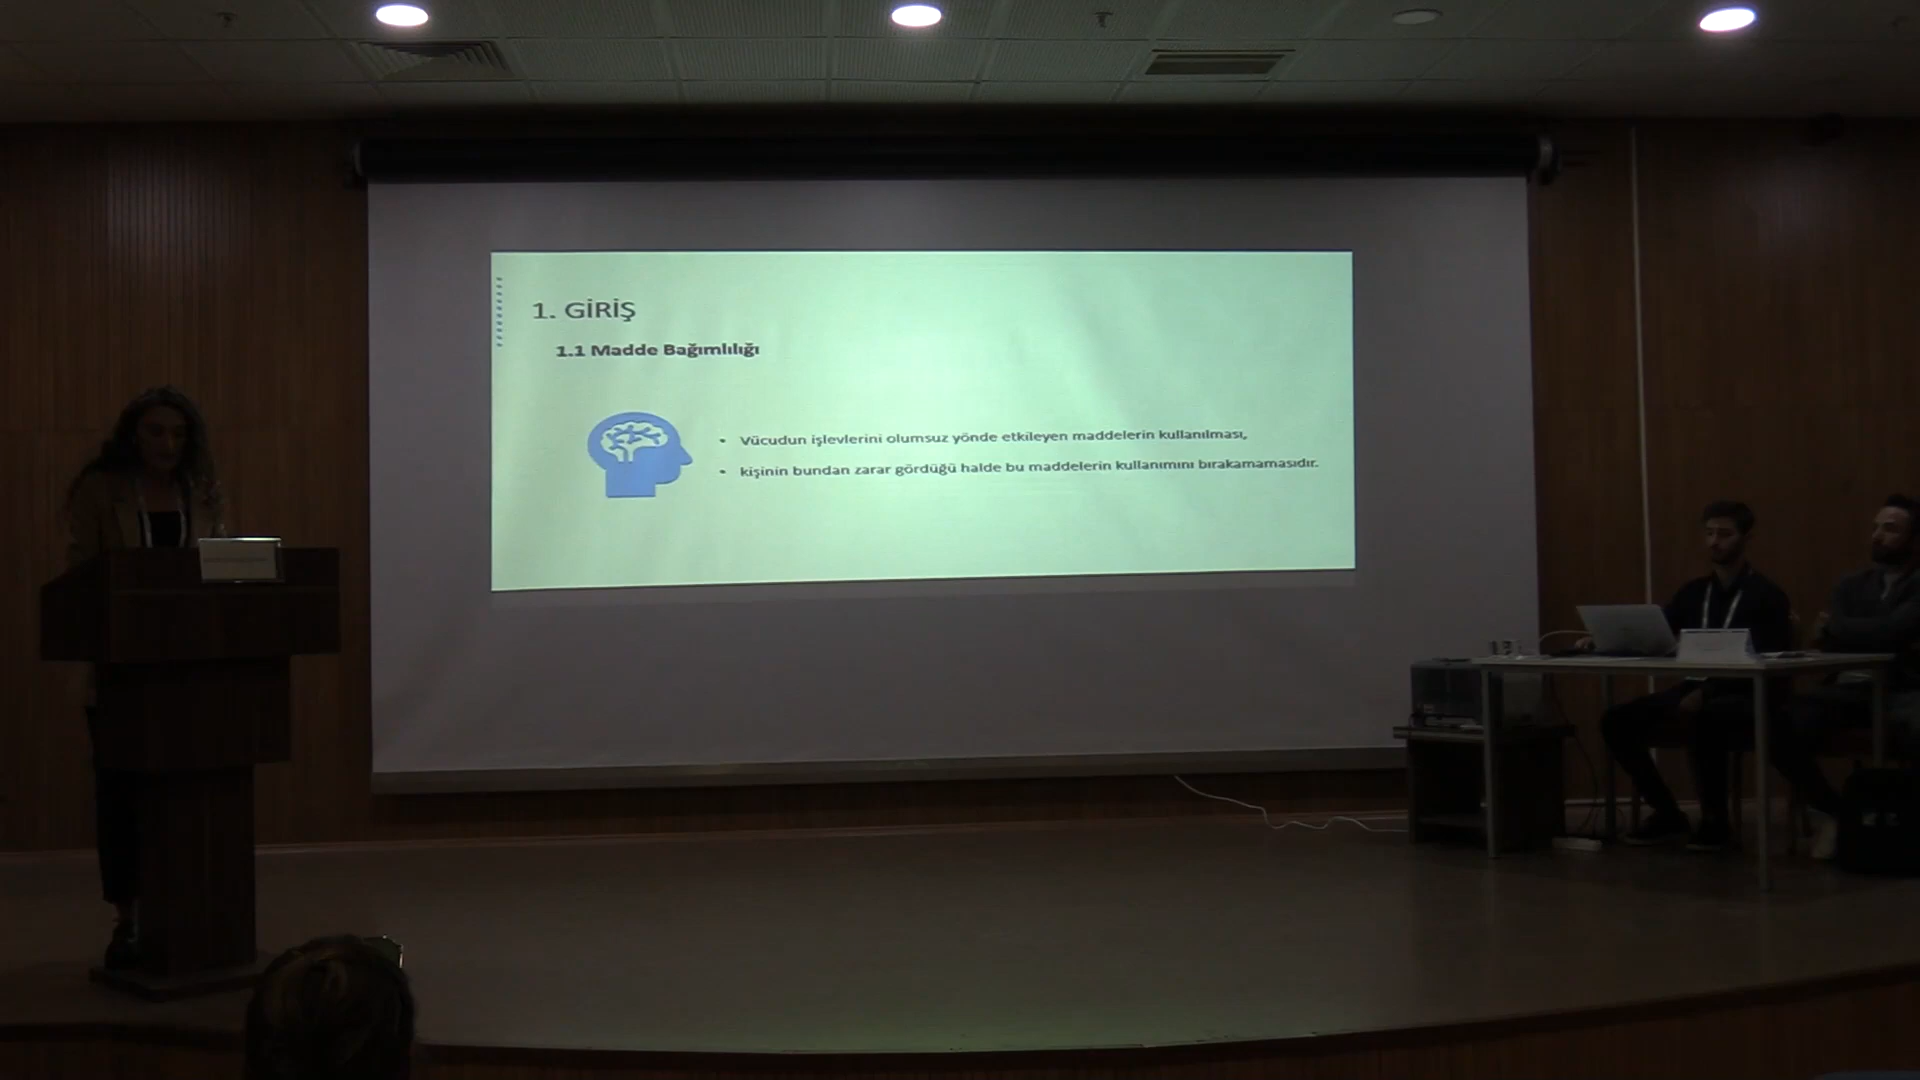 1. GİRİŞ
1.1 Madde Bağımlılığı
• Vücudun işlevlerini olumsuz yönde etkileyen maddelerin kullanılması,
• kişinin bundan zarar gördüğü halde bu maddelerin kullanımını bırakamamasıdır.